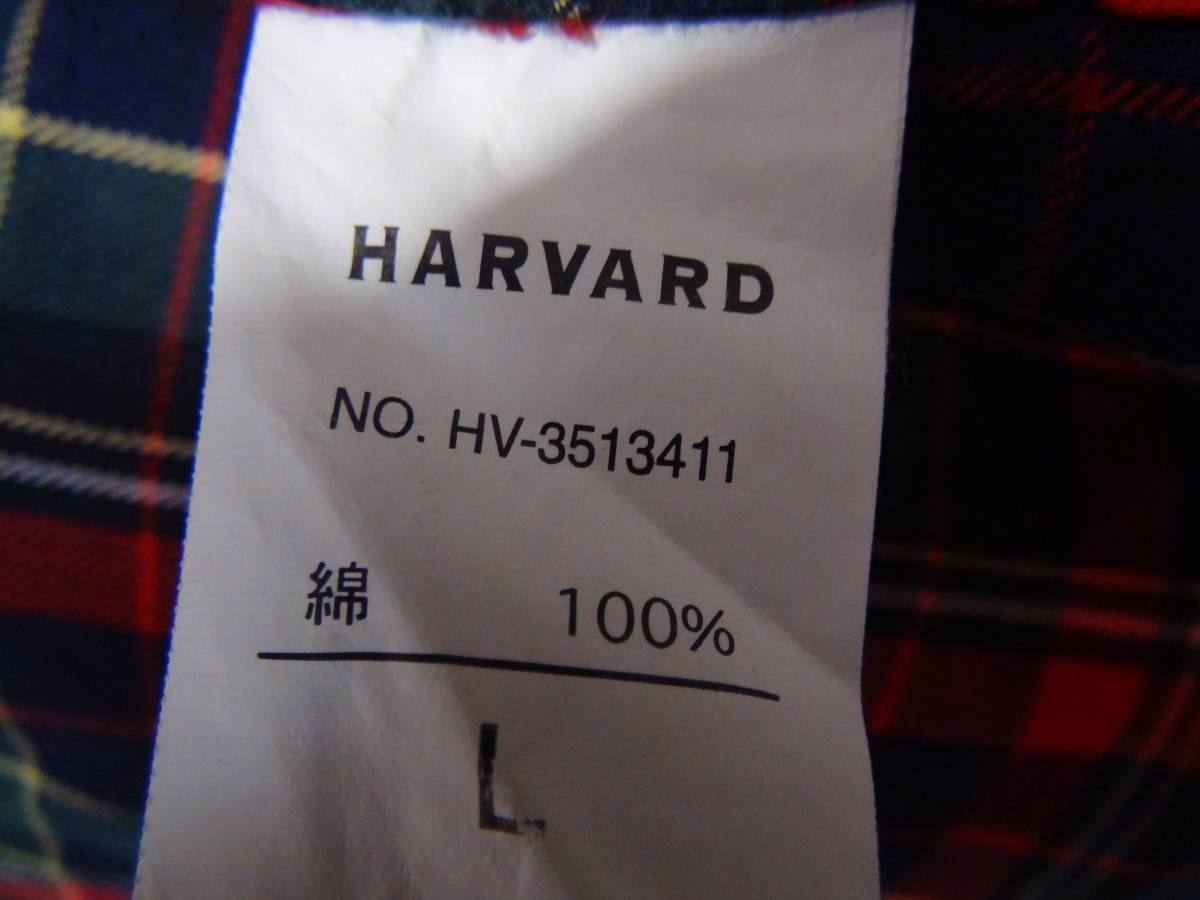 HARVARD
NO. HV-3513411
綿 100%
L